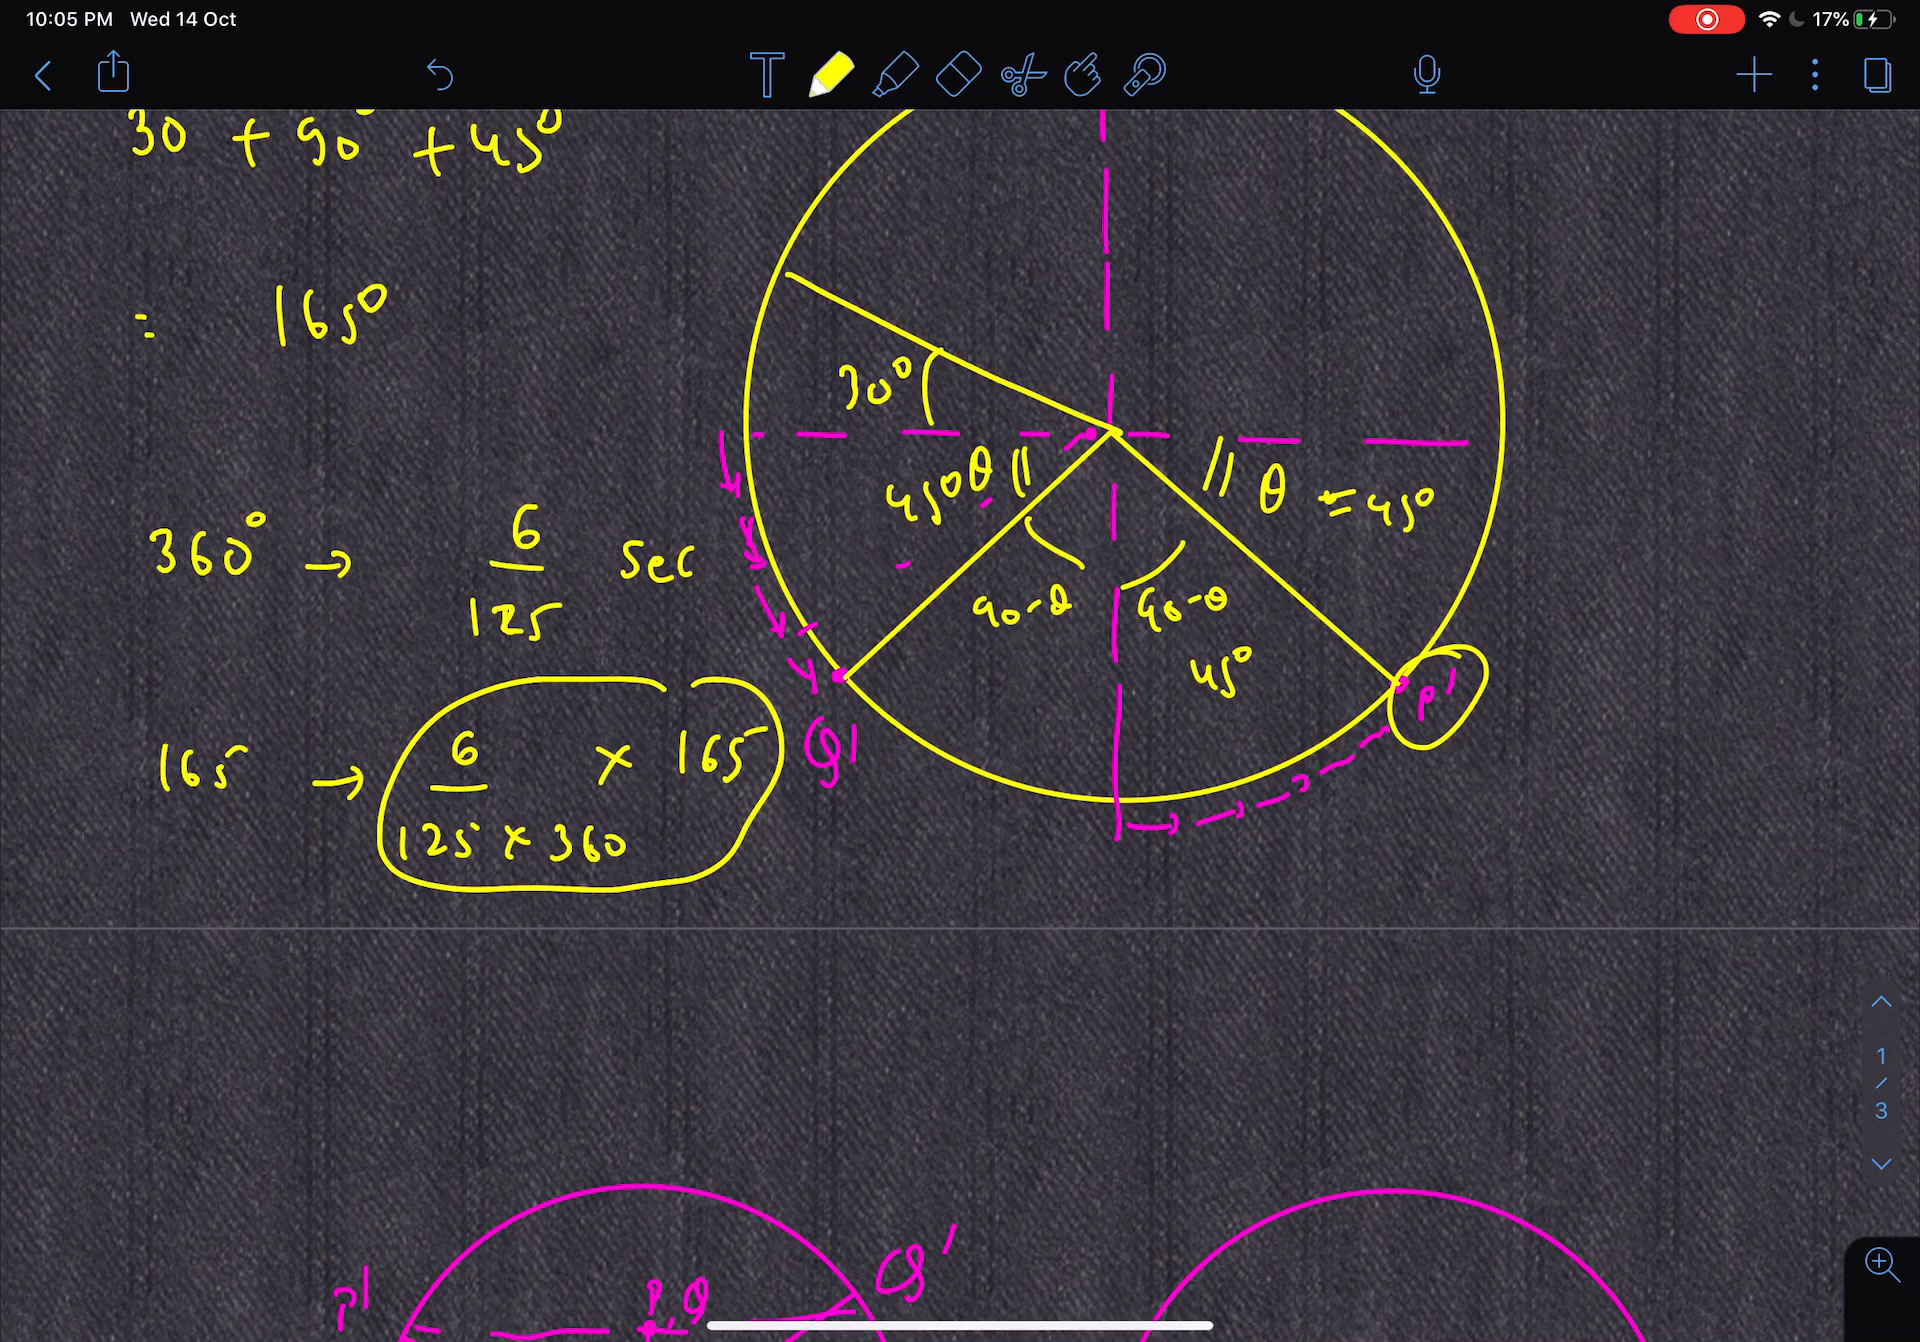 10:05 PM Wed 14 Oct
17%
T
30 + 90° + 45°
= 165°
30°
45° θ
θ = 45°
360° → 6/125 sec
90-θ 90-θ
45°
P'
165 → 6/125 × 360 × 165
Q'
1
/
3
P' P, Q Q'